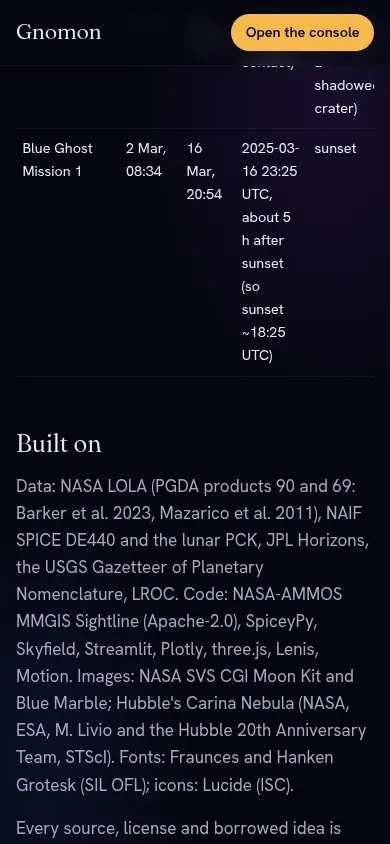 Gnomon
Open the console
shadowed
crater)
Blue Ghost
Mission 1
2 Mar,
08:34
16
Mar,
20:54
2025-03-
16 23:25
UTC,
about 5
h after
sunset
(so
sunset
~18:25
UTC)
sunset
Built on
Data: NASA LOLA (PGDA products 90 and 69:
Barker et al. 2023, Mazarico et al. 2011), NAIF
SPICE DE440 and the lunar PCK, JPL Horizons,
the USGS Gazetteer of Planetary
Nomenclature, LROC. Code: NASA-AMMOS
MMGIS Sightline (Apache-2.0), SpiceyPy,
Skyfield, Streamlit, Plotly, three.js, Lenis,
Motion. Images: NASA SVS CGI Moon Kit and
Blue Marble; Hubble's Carina Nebula (NASA,
ESA, M. Livio and the Hubble 20th Anniversary
Team, STScI). Fonts: Fraunces and Hanken
Grotesk (SIL OFL); icons: Lucide (ISC).
Every source, license and borrowed idea is